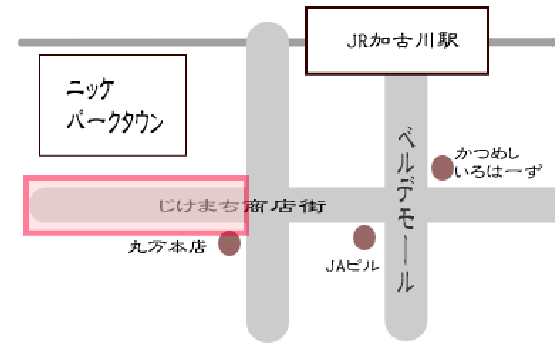 JR加古川駅
ニッケ
パークタウン
ベルデモール
かつめし
いろはーず
じけまち商店街
丸万本店
JAビル